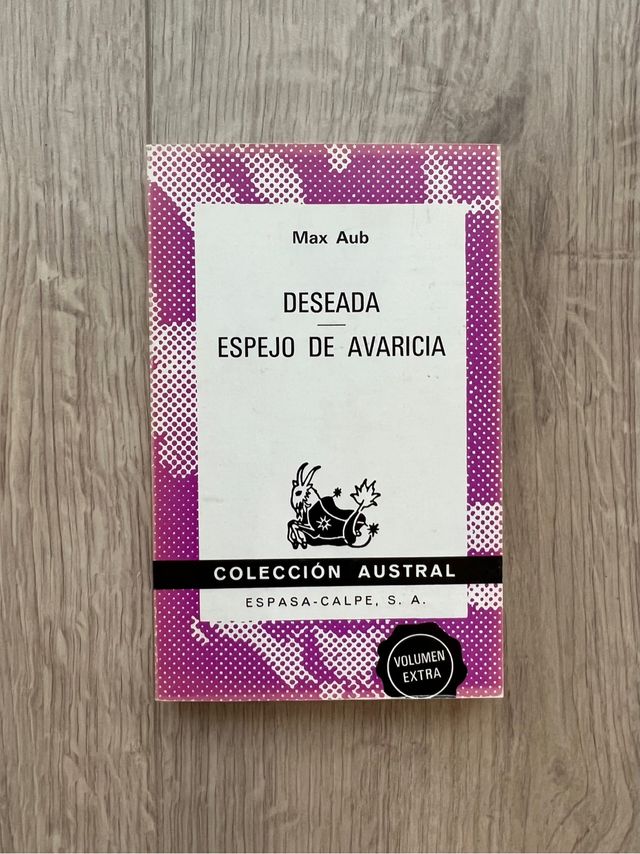 Max Aub
DESEADA
ESPEJO DE AVARICIA
COLECCIÓN AUSTRAL
ESPASA-CALPE, S. A.
VOLUMEN
EXTRA